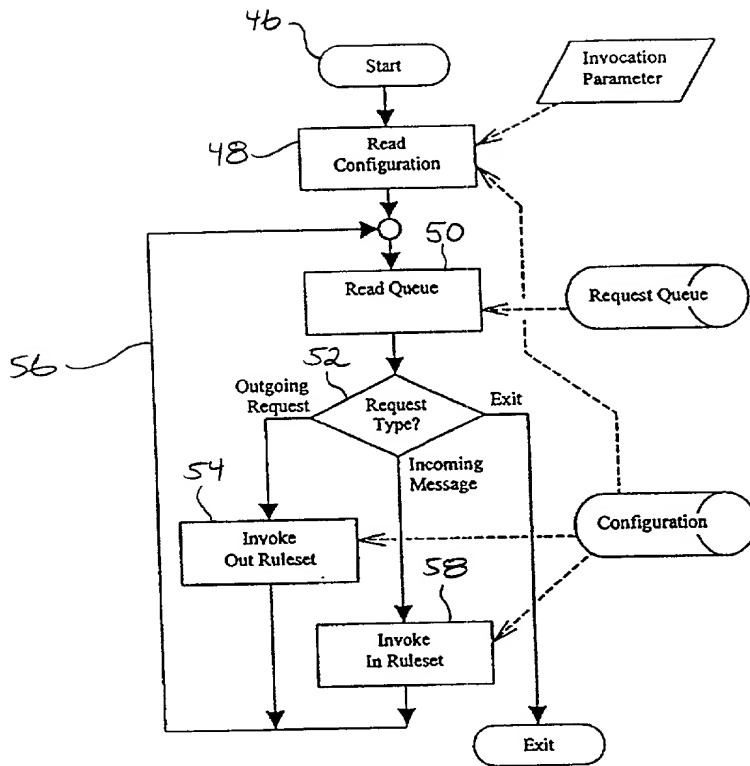 46
Start
Invocation
Parameter
48
Read
Configuration
50
Read Queue
Request Queue
56
52
Outgoing
Request
Request
Type?
Exit
Incoming
Message
54
Invoke
Out Ruleset
Configuration
58
Invoke
In Ruleset
Exit